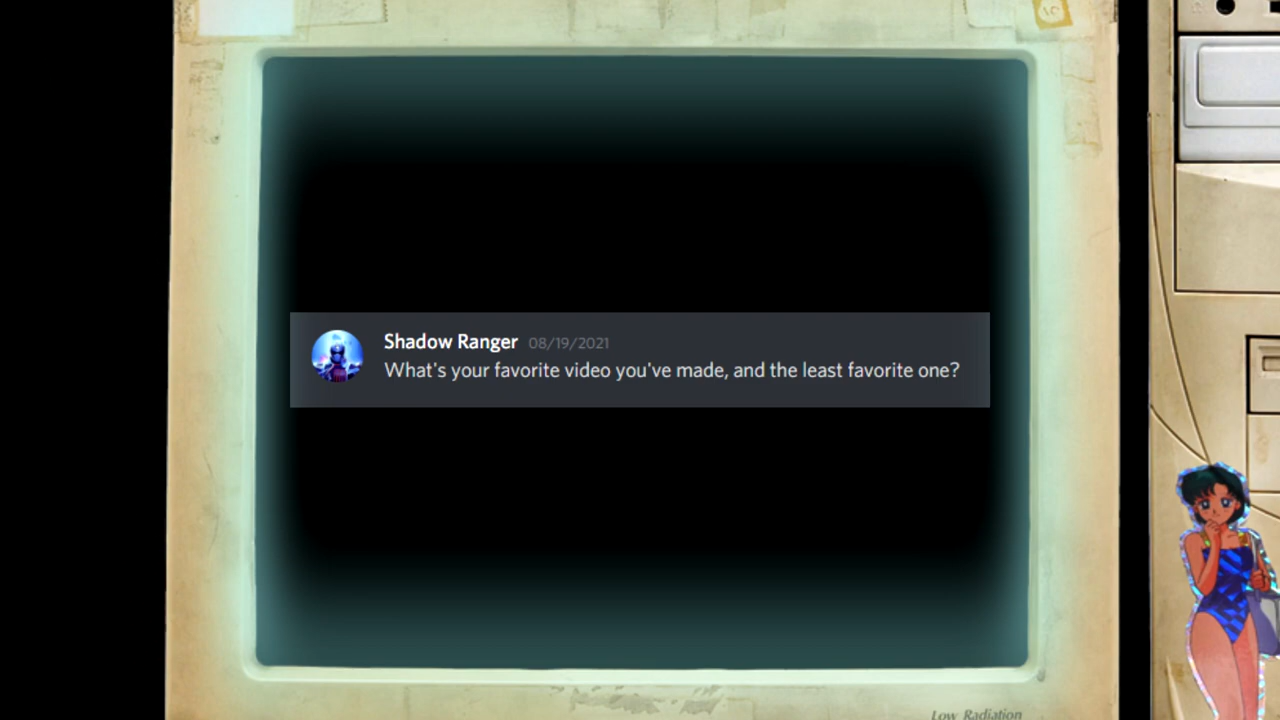 Shadow Ranger 08/19/2021
What's your favorite video you've made, and the least favorite one?
Low Radiation